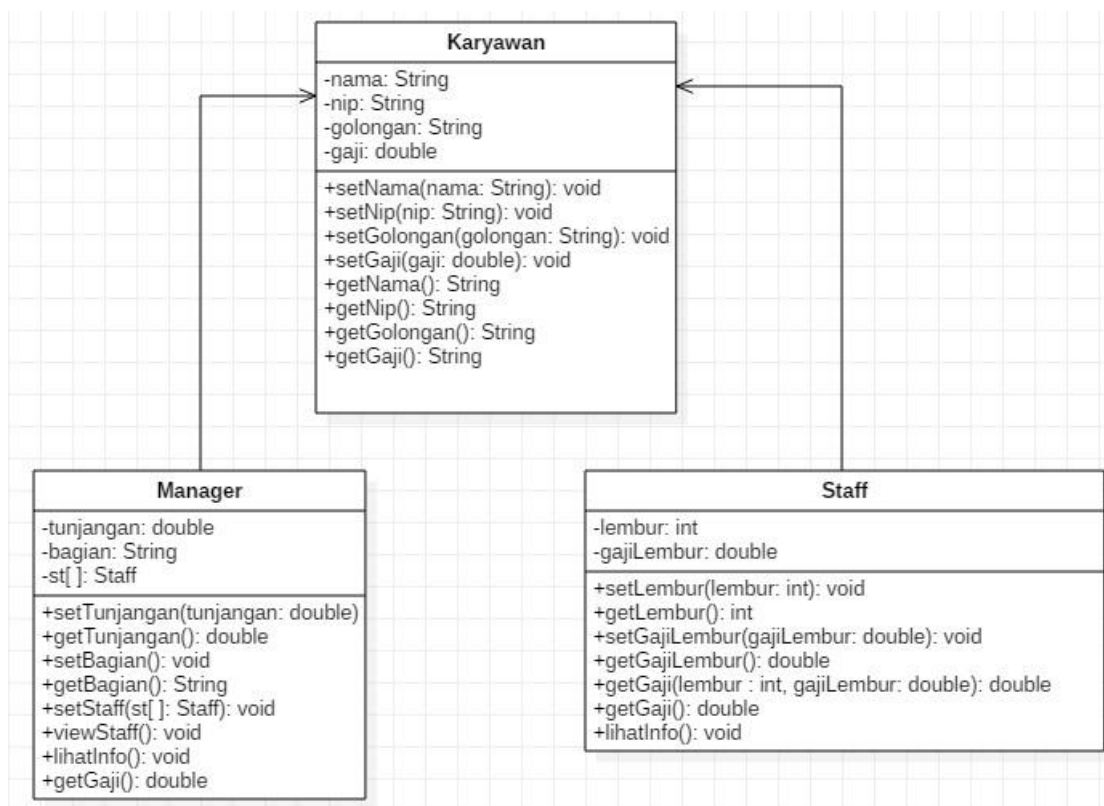 Karyawan
-nama: String
-nip: String
-golongan: String
-gaji: double
+setNama(nama: String): void
+setNip(nip: String): void
+setGolongan(golongan: String): void
+setGaji(gaji: double): void
+getNama(): String
+getNip(): String
+getGolongan(): String
+getGaji(): String
Manager
-tunjangan: double
-bagian: String
-st[ ]: Staff
+setTunjangan(tunjangan: double)
+getTunjangan(): double
+setBagian(): void
+getBagian(): String
+setStaff(st[ ]: Staff): void
+viewStaff(): void
+lihatInfo(): void
+getGaji(): double
Staff
-lembur: int
-gajiLembur: double
+setLembur(lembur: int): void
+getLembur(): int
+setGajiLembur(gajiLembur: double): void
+getGajiLembur(): double
+getGaji(lembur : int, gajiLembur: double): double
+getGaji(): double
+lihatInfo(): void